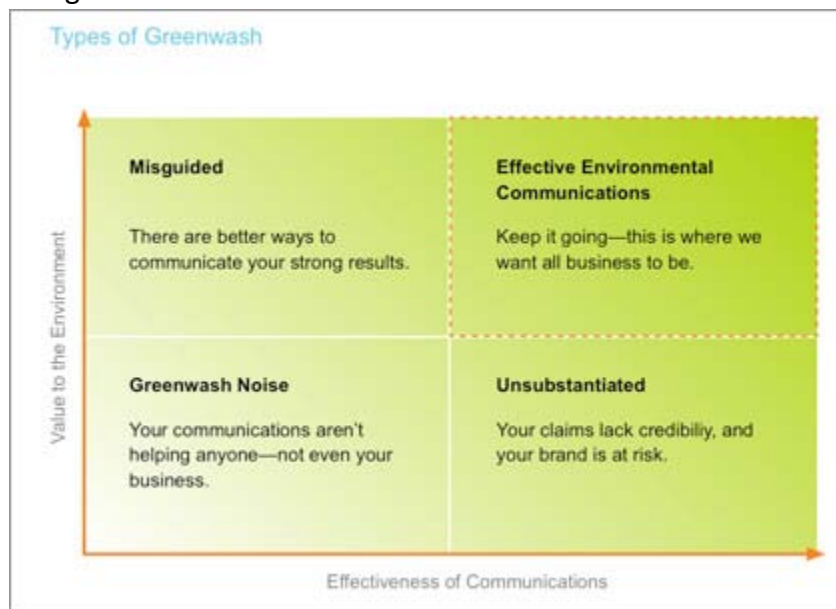 Types of Greenwash
Misguided
There are better ways to
communicate your strong results.
Effective Environmental
Communications
Keep it going—this is where we
want all business to be.
Greenwash Noise
Your communications aren't
helping anyone—not even your
business.
Unsubstantiated
Your claims lack credibiliy, and
your brand is at risk.
Value to the Environment
Effectiveness of Communications